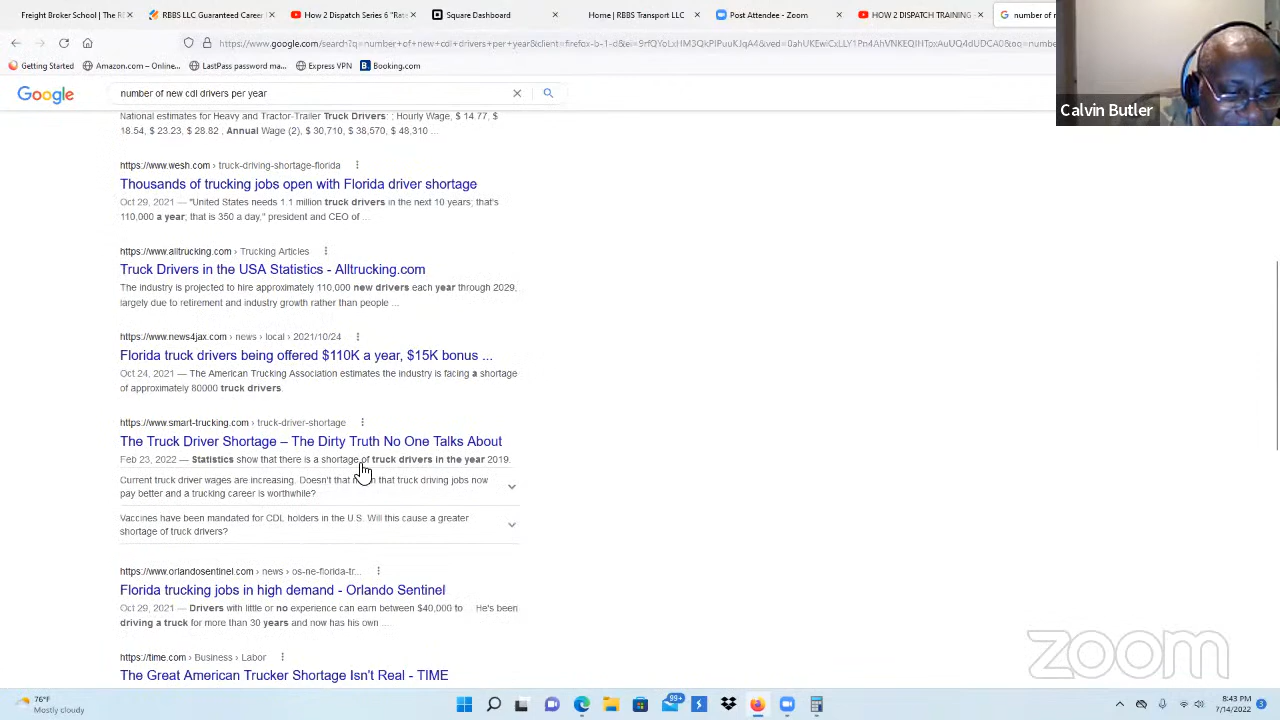 RBBS LLC - C
How 2 Dispatch Series 6 "Rate
Square Dashboard
Home | RBBS Transport LLC
Post Attendee - Zoom
HOW 2 DISPATCH TRAINING -
number of n
Getting Started
Amazon.com – Onlin...
LastPass password m...
Express VPN
Booking.com
Google
number of new cdl drivers per year
National estimates for Heavy and Tractor-Trailer Truck Drivers: ; Hourly Wage, $ 14.77, $
18.54, $ 23.23, $ 28.82 , Annual Wage (2), $ 30,710, $ 38,570, $ 48,310 ...
https://www.wesh.com › truck-driving-shortage-florida
Thousands of trucking jobs open with Florida driver shortage
Oct 29, 2021 — "United States needs 1.1 million truck drivers in the next 10 years; that's
110,000 a year, that is 350 a day," president and CEO of ...
https://www.alltrucking.com › Trucking Articles
Truck Drivers in the USA Statistics - Alltrucking.com
The industry is projected to hire approximately 110,000 new drivers each year through 2029,
largely due to retirement and industry growth rather than people ...
https://www.news4jax.com › news › local › 2021/10/24
Florida truck drivers being offered $110K a year, $15K bonus ...
Oct 24, 2021 — The American Trucking Association estimates the industry is facing a shortage
of approximately 80000 truck drivers.
https://www.smart-trucking.com › truck-driver-shortage
The Truck Driver Shortage – The Dirty Truth No One Talks About
Feb 23, 2022 — Statistics show that there is a shortage of truck drivers in the year 2019.
Current truck driver wages are increasing. Doesn't that that truck driving jobs now
pay better and a trucking career is worthwhile?
Vaccines have been mandated for CDL holders in the U.S. Will this cause a greater
shortage of truck drivers?
https://www.orlandosentinel.com › news › os-ne-florida-tr...
Florida trucking jobs in high demand - Orlando Sentinel
Oct 29, 2021 — Drivers with little or no experience can earn between $40,000 to ... He's been
driving a truck for more than 30 years and now has his own ...
https://time.com › Business › Labor
The Great American Trucker Shortage Isn't Real - TIME
Calvin Butler
zoom
76°F
Mostly cloudy
99+
8:43 PM
7/14/2022
3